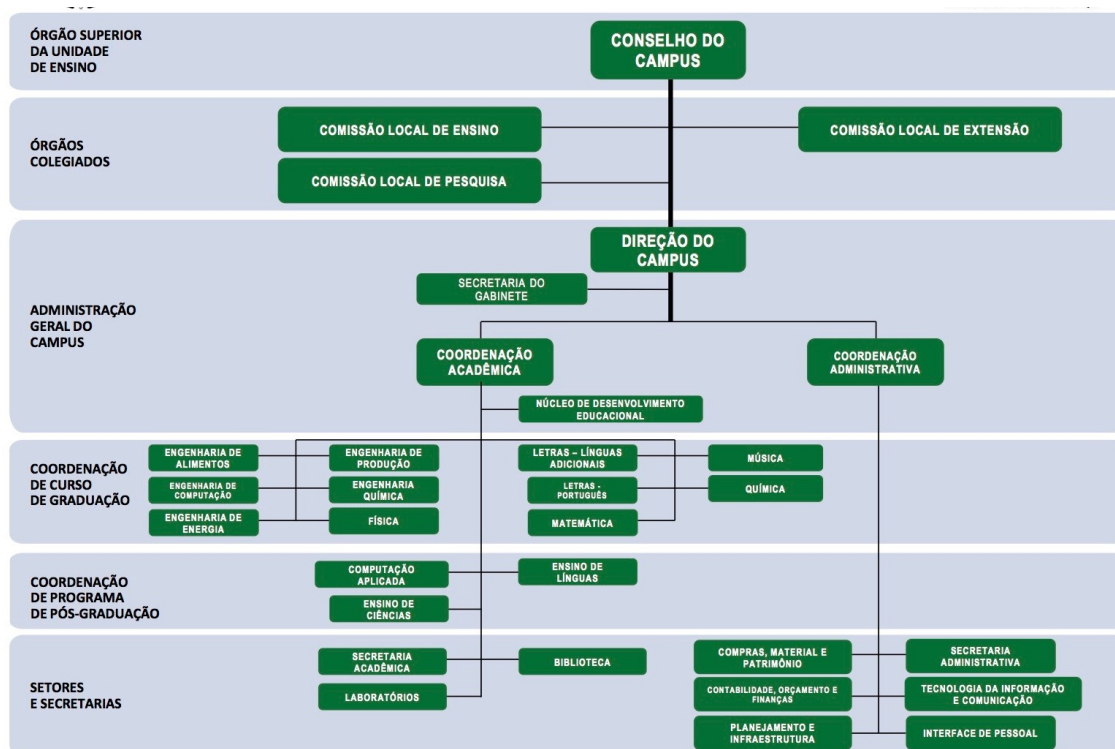 ÓRGÃO SUPERIOR
DA UNIDADE
DE ENSINO
CONSELHO DO
CAMPUS
ÓRGÃOS
COLEGIADOS
COMISSÃO LOCAL DE ENSINO
COMISSÃO LOCAL DE EXTENSÃO
COMISSÃO LOCAL DE PESQUISA
ADMINISTRAÇÃO
GERAL DO
CAMPUS
DIREÇÃO DO
CAMPUS
SECRETARIA DO
GABINETE
COORDENAÇÃO
ACADÊMICA
COORDENAÇÃO
ADMINISTRATIVA
NÚCLEO DE DESENVOLVIMENTO
EDUCACIONAL
COORDENAÇÃO
DE CURSO
DE GRADUAÇÃO
ENGENHARIA DE
ALIMENTOS
ENGENHARIA DE
PRODUÇÃO
LETRAS – LÍNGUAS
ADICIONAIS
MÚSICA
ENGENHARIA DE
COMPUTAÇÃO
ENGENHARIA
QUÍMICA
LETRAS -
PORTUGUÊS
QUÍMICA
ENGENHARIA DE
ENERGIA
FÍSICA
MATEMÁTICA
COORDENAÇÃO
DE PROGRAMA
DE PÓS-GRADUAÇÃO
COMPUTAÇÃO
APLICADA
ENSINO DE
LÍNGUAS
ENSINO DE
CIÊNCIAS
SETORES
E SECRETARIAS
SECRETARIA
ACADÊMICA
BIBLIOTECA
COMPRAS, MATERIAL E
PATRIMÔNIO
SECRETARIA
ADMINISTRATIVA
LABORATÓRIOS
CONTABILIDADE, ORÇAMENTO E
FINANÇAS
TECNOLOGIA DA INFORMAÇÃO
E COMUNICAÇÃO
PLANEJAMENTO E
INFRAESTRUTURA
INTERFACE DE PESSOAL